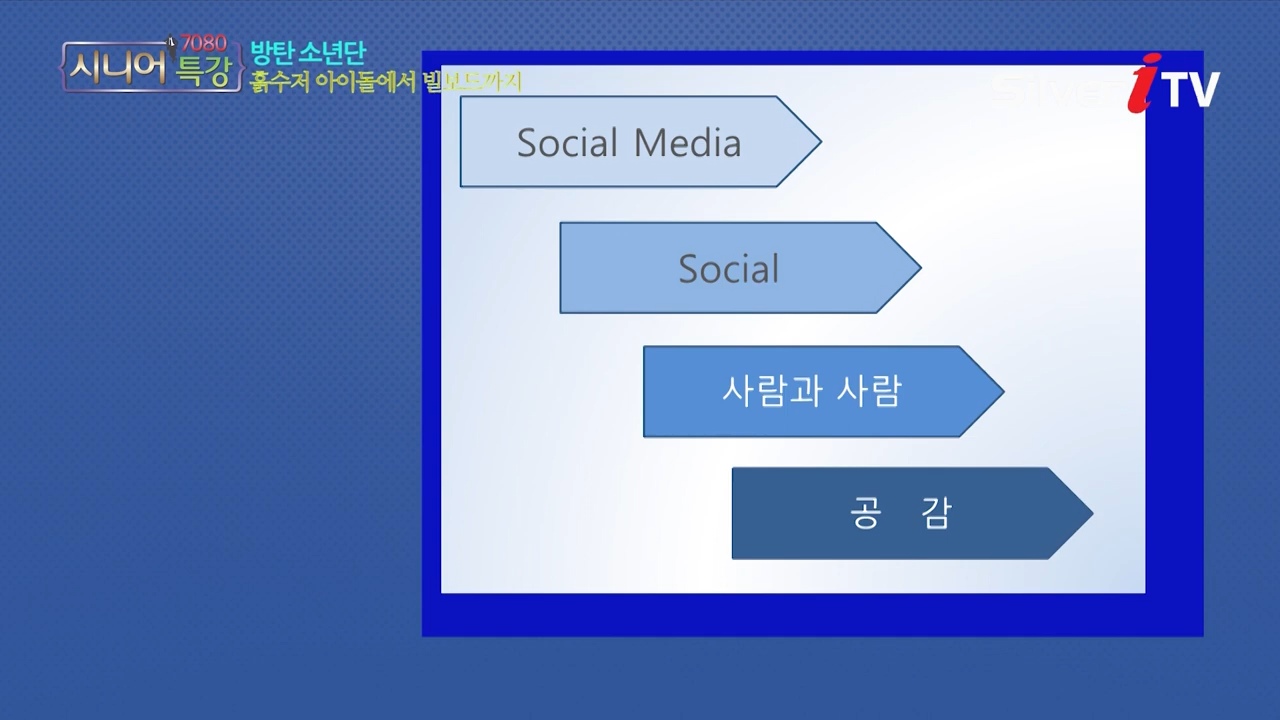 7080
시니어 특강
방탄 소년단
흙수저 아이돌에서 빌보드까지
Silver iTV
Social Media
Social
사람과 사람
공 감